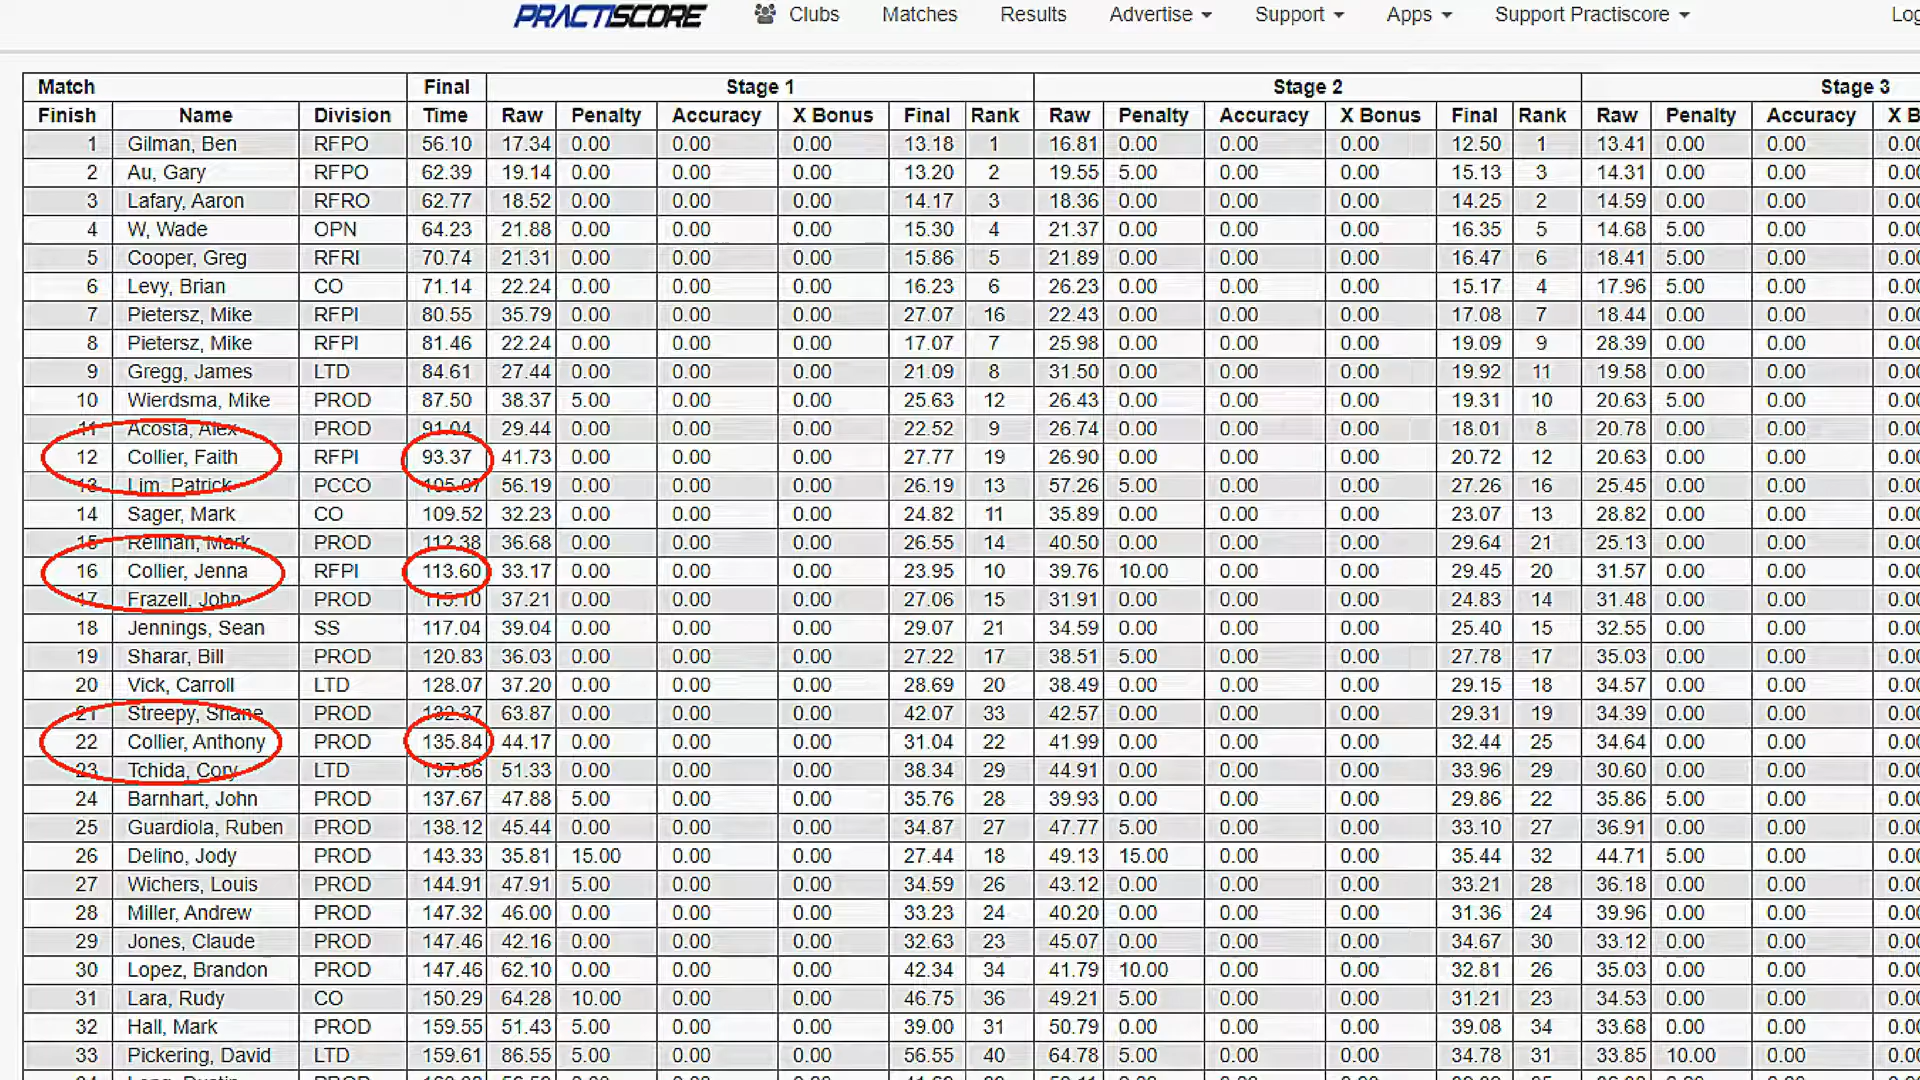 PRACTISCORE Clubs Matches Results Advertise Support Apps Support Practiscore Log
Match Final Stage 1 Stage 2 Stage 3
Finish Name Division Time Raw Penalty Accuracy X Bonus Final Rank Raw Penalty Accuracy X Bonus Final Rank Raw Penalty Accuracy X B
1 Gilman, Ben RFPO 56.10 17.34 0.00 0.00 0.00 13.18 1 16.81 0.00 0.00 0.00 12.50 1 13.41 0.00 0.00 0.00
2 Au, Gary RFPO 62.39 19.14 0.00 0.00 0.00 13.20 2 19.55 5.00 0.00 0.00 15.13 3 14.31 0.00 0.00 0.00
3 Lafary, Aaron RFRO 62.77 18.52 0.00 0.00 0.00 14.17 3 18.36 0.00 0.00 0.00 14.25 2 14.59 0.00 0.00 0.00
4 W, Wade OPN 64.23 21.88 0.00 0.00 0.00 15.30 4 21.37 0.00 0.00 0.00 16.35 5 14.68 5.00 0.00 0.00
5 Cooper, Greg RFRI 70.74 21.31 0.00 0.00 0.00 15.86 5 21.89 0.00 0.00 0.00 16.47 6 18.41 5.00 0.00 0.00
6 Levy, Brian CO 71.14 22.24 0.00 0.00 0.00 16.23 6 26.23 0.00 0.00 0.00 15.17 4 17.96 5.00 0.00 0.00
7 Pietersz, Mike RFPI 80.55 35.79 0.00 0.00 0.00 27.07 16 22.43 0.00 0.00 0.00 17.08 7 18.44 0.00 0.00 0.00
8 Pietersz, Mike RFPI 81.46 22.24 0.00 0.00 0.00 17.07 7 25.98 0.00 0.00 0.00 19.09 9 28.39 0.00 0.00 0.00
9 Gregg, James LTD 84.61 27.44 0.00 0.00 0.00 21.09 8 31.50 0.00 0.00 0.00 19.92 11 19.58 0.00 0.00 0.00
10 Wierdsma, Mike PROD 87.50 38.37 5.00 0.00 0.00 25.63 12 26.43 0.00 0.00 0.00 19.31 10 20.63 5.00 0.00 0.00
11 Acosta, Alex PROD 91.04 29.44 0.00 0.00 0.00 22.52 9 26.74 0.00 0.00 0.00 18.01 8 20.78 0.00 0.00 0.00
12 Collier, Faith RFPI 93.37 41.73 0.00 0.00 0.00 27.77 19 26.90 0.00 0.00 0.00 20.72 12 20.63 0.00 0.00 0.00
13 Lim, Patrick PCCO 105.07 56.19 0.00 0.00 0.00 26.19 13 57.26 5.00 0.00 0.00 27.26 16 25.45 0.00 0.00 0.00
14 Sager, Mark CO 109.52 32.23 0.00 0.00 0.00 24.82 11 35.89 0.00 0.00 0.00 23.07 13 28.82 0.00 0.00 0.00
15 Mark PROD 112.38 36.68 0.00 0.00 0.00 26.55 14 40.50 0.00 0.00 0.00 29.64 21 25.13 0.00 0.00 0.00
16 Collier, Jenna RFPI 113.60 33.17 0.00 0.00 0.00 23.95 10 39.76 10.00 0.00 0.00 29.45 20 31.57 0.00 0.00 0.00
17 Frazell, John PROD 115.10 37.21 0.00 0.00 0.00 27.06 15 31.91 0.00 0.00 0.00 24.83 14 31.48 0.00 0.00 0.00
18 Jennings, Sean SS 117.04 39.04 0.00 0.00 0.00 29.07 21 34.59 0.00 0.00 0.00 25.40 15 32.55 0.00 0.00 0.00
19 Sharar, Bill PROD 120.83 36.03 0.00 0.00 0.00 27.22 17 38.51 5.00 0.00 0.00 27.78 17 35.03 0.00 0.00 0.00
20 Vick, Carroll LTD 128.07 37.20 0.00 0.00 0.00 28.69 20 38.49 0.00 0.00 0.00 29.15 18 34.57 0.00 0.00 0.00
21 Streepy, Shane PROD 132.37 63.87 0.00 0.00 0.00 42.07 33 42.57 0.00 0.00 0.00 29.31 19 34.39 0.00 0.00 0.00
22 Collier, Anthony PROD 135.84 44.17 0.00 0.00 0.00 31.04 22 41.99 0.00 0.00 0.00 32.44 25 34.64 0.00 0.00 0.00
23 Tchida, Cory LTD 137.66 51.33 0.00 0.00 0.00 38.34 29 44.91 0.00 0.00 0.00 33.96 29 30.60 0.00 0.00 0.00
24 Barnhart, John PROD 137.67 47.88 5.00 0.00 0.00 35.76 28 39.93 0.00 0.00 0.00 29.86 22 35.86 5.00 0.00 0.00
25 Guardiola, Ruben PROD 138.12 45.44 0.00 0.00 0.00 34.87 27 47.77 5.00 0.00 0.00 33.10 27 36.91 0.00 0.00 0.00
26 Delino, Jody PROD 143.33 35.81 15.00 0.00 0.00 27.44 18 49.13 15.00 0.00 0.00 35.44 32 44.71 5.00 0.00 0.00
27 Wichers, Louis PROD 144.91 47.91 5.00 0.00 0.00 34.59 26 43.12 0.00 0.00 0.00 33.21 28 36.18 0.00 0.00 0.00
28 Miller, Andrew PROD 147.32 46.00 0.00 0.00 0.00 33.23 24 40.20 0.00 0.00 0.00 31.36 24 39.96 0.00 0.00 0.00
29 Jones, Claude PROD 147.46 42.16 0.00 0.00 0.00 32.63 23 45.07 0.00 0.00 0.00 34.67 30 33.12 0.00 0.00 0.00
30 Lopez, Brandon PROD 147.46 62.10 0.00 0.00 0.00 42.34 34 41.79 10.00 0.00 0.00 32.81 26 35.03 0.00 0.00 0.00
31 Lara, Rudy CO 150.29 64.28 10.00 0.00 0.00 46.75 36 49.21 5.00 0.00 0.00 31.21 23 34.53 0.00 0.00 0.00
32 Hall, Mark PROD 159.55 51.43 5.00 0.00 0.00 39.00 31 50.79 0.00 0.00 0.00 39.08 34 33.68 0.00 0.00 0.00
33 Pickering, David LTD 159.61 86.55 5.00 0.00 0.00 56.55 40 64.78 5.00 0.00 0.00 34.78 31 33.85 10.00 0.00 0.00